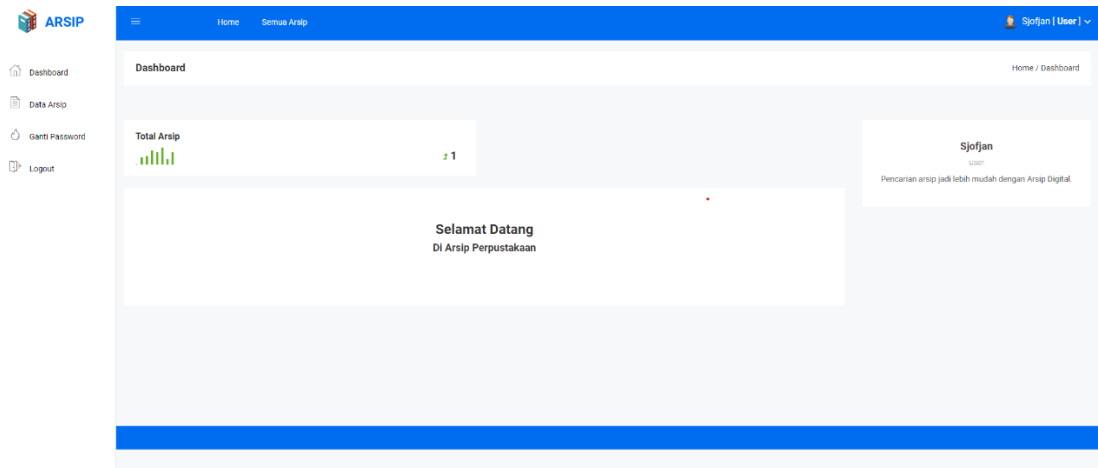 ARSIP
Home Semua Arsip
Sjofjan [ User ]
Dashboard
Data Arsip
Ganti Password
Logout
Dashboard
Home / Dashboard
Total Arsip
1
Selamat Datang
Di Arsip Perpustakaan
Sjofjan
user
Pencarian arsip jadi lebih mudah dengan Arsip Digital.